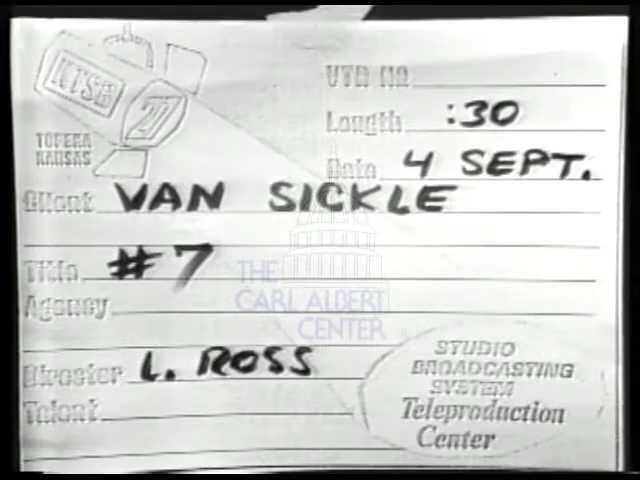 KTSB
27
TOPEKA
KANSAS
VTR No
Length :30
Date 4 SEPT.
Client VAN SICKLE
Title #7
Agency
Director L. ROSS
Talent
THE
CARL ALBERT
CENTER
STUDIO
BROADCASTING
SYSTEM
Teleproduction
Center